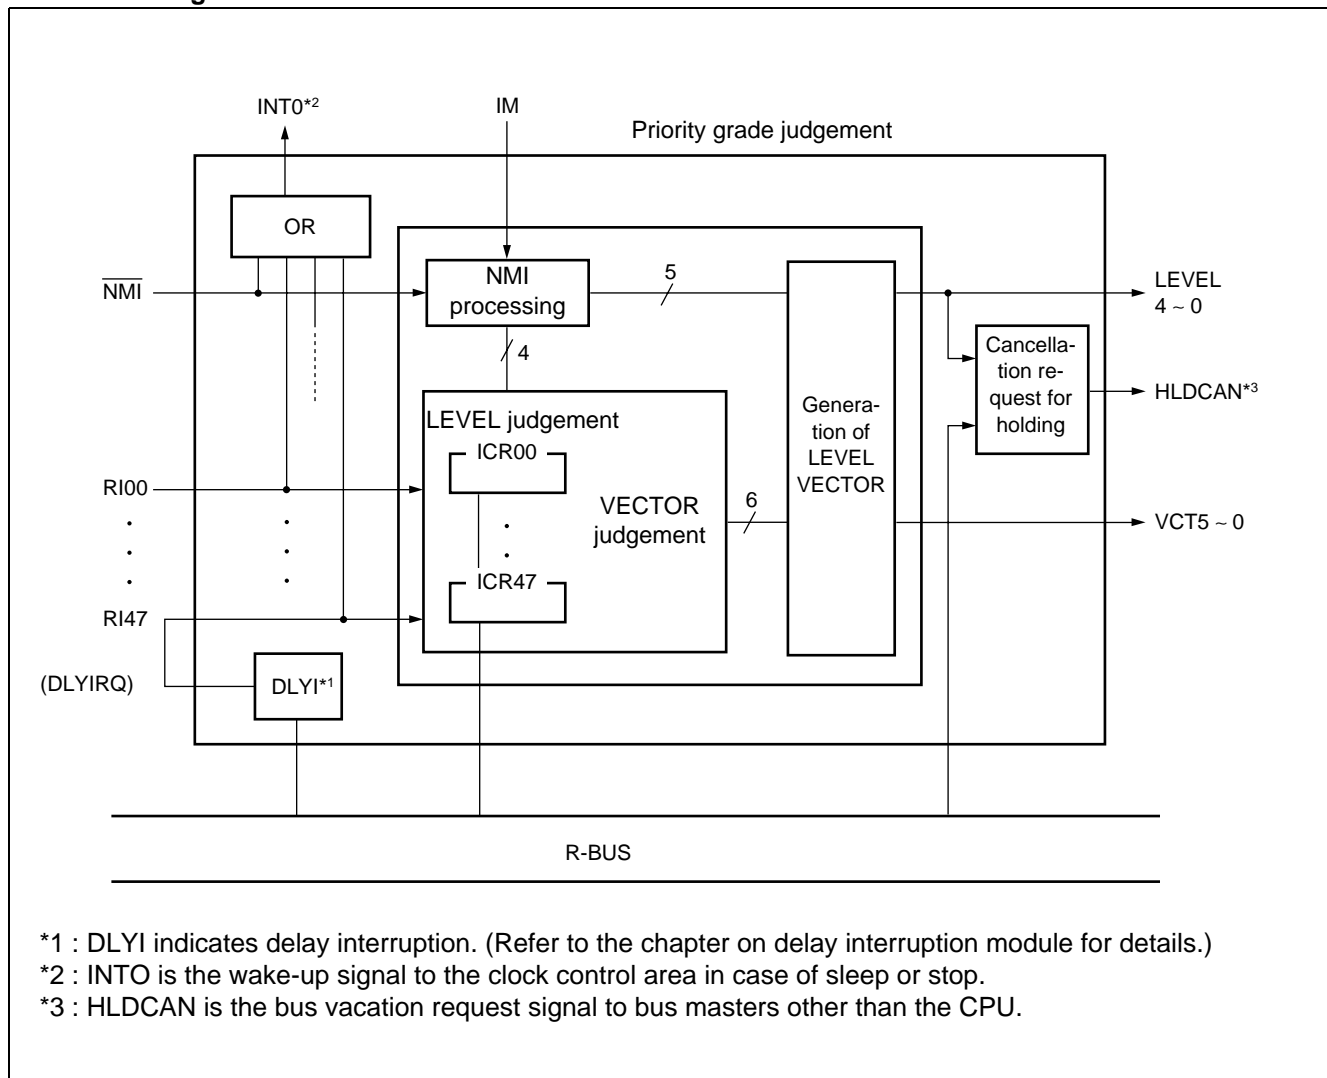 INT0*2
IM
Priority grade judgement
OR
NMI
NMI
processing
5
LEVEL
4 ~ 0
4
Cancella-
tion re-
quest for
holding
HLDCAN*3
LEVEL judgement
ICR00
Genera-
tion of
LEVEL
VECTOR
RI00
VECTOR
judgement
6
VCT5 ~ 0
ICR47
RI47
(DLYIRQ)
DLYI*1
R-BUS
*1 : DLYI indicates delay interruption. (Refer to the chapter on delay interruption module for details.)
*2 : INTO is the wake-up signal to the clock control area in case of sleep or stop.
*3 : HLDCAN is the bus vacation request signal to bus masters other than the CPU.